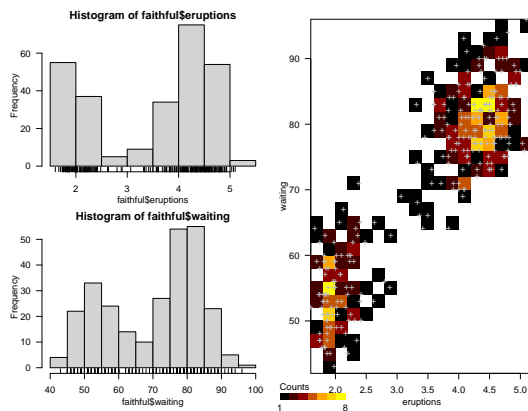 Histogram of faithful$eruptions
Frequency
0 20 40 60
2 3 4 5
faithful$eruptions
Histogram of faithful$waiting
Frequency
0 10 20 30 40 50
40 50 60 70 80 90 100
faithful$waiting
waiting
50 60 70 80 90
2.0 2.5 3.0 3.5 4.0 4.5 5.0
eruptions
Counts
1 8